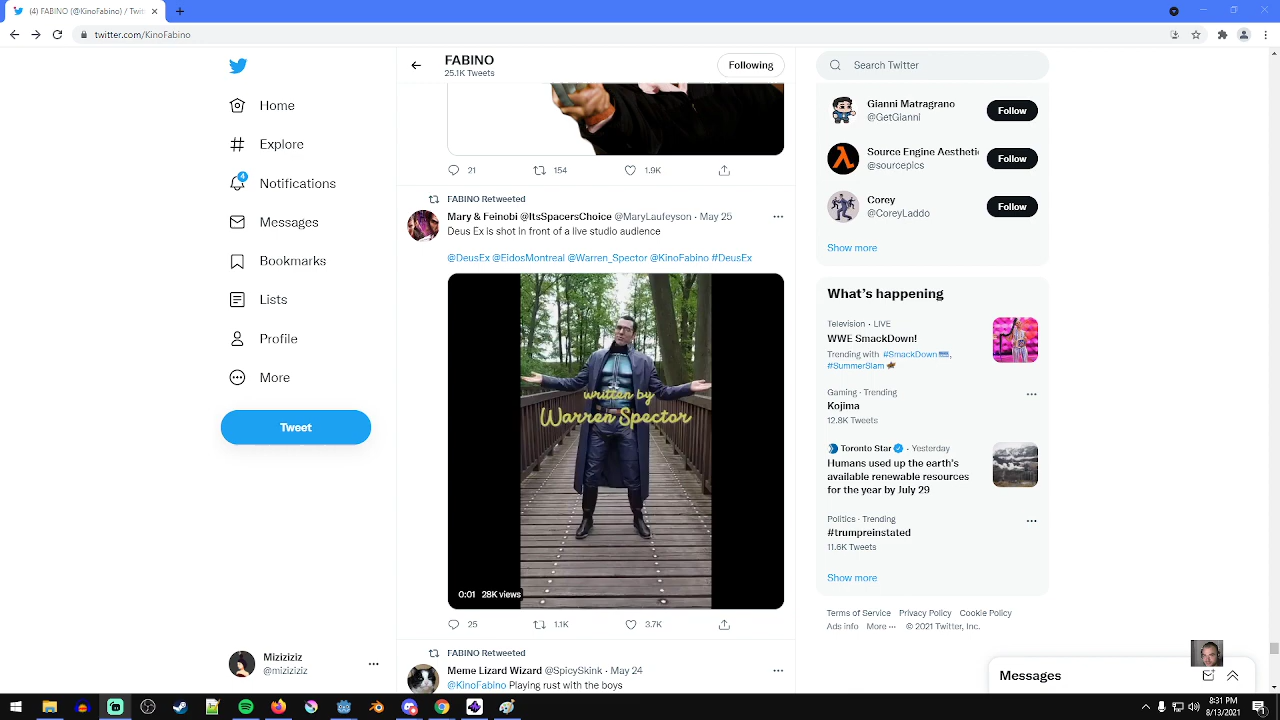 (4) FABINO (@KinoFabino) / Twitt
twitter.com/KinoFabino
FABINO
25.1K Tweets
Following
Search Twitter
Home
Explore
4
Notifications
Messages
Bookmarks
Lists
Profile
More
Tweet
Miziziziz
@miziziziz
21
154
1.9K
FABINO Retweeted
Mary & Feinobi @ItsSpacersChoice @MaryLaufeyson · May 25
Deus Ex is shot in front of a live studio audience
@DeusEx @EidosMontreal @Warren_Spector @KinoFabino #DeusEx
written by
Warren Spector
0:01 28K views
25
1.1K
3.7K
FABINO Retweeted
Meme Lizard Wizard @SpicySkink · May 24
@KinoFabino Playing rust with the boys
Gianni Matragrano
@GetGianni
Follow
Source Engine Aestheti
@sourcepics
Follow
Corey
@CoreyLaddo
Follow
Show more
What's happening
Television · LIVE
WWE SmackDown!
Trending with #SmackDown,
#SummerSlam
Gaming · Trending
Kojima
12.8K Tweets
Toronto Star · Yesterday
Humans used up the earth's
available renewable resources
for the year by July 29
Politics · Trending
#trumpreinstated
11.6K Tweets
Show more
Terms of Service Privacy Policy Cookie Policy
Ads info More ··· © 2021 Twitter, Inc.
Messages
8:31 PM
8/13/2021